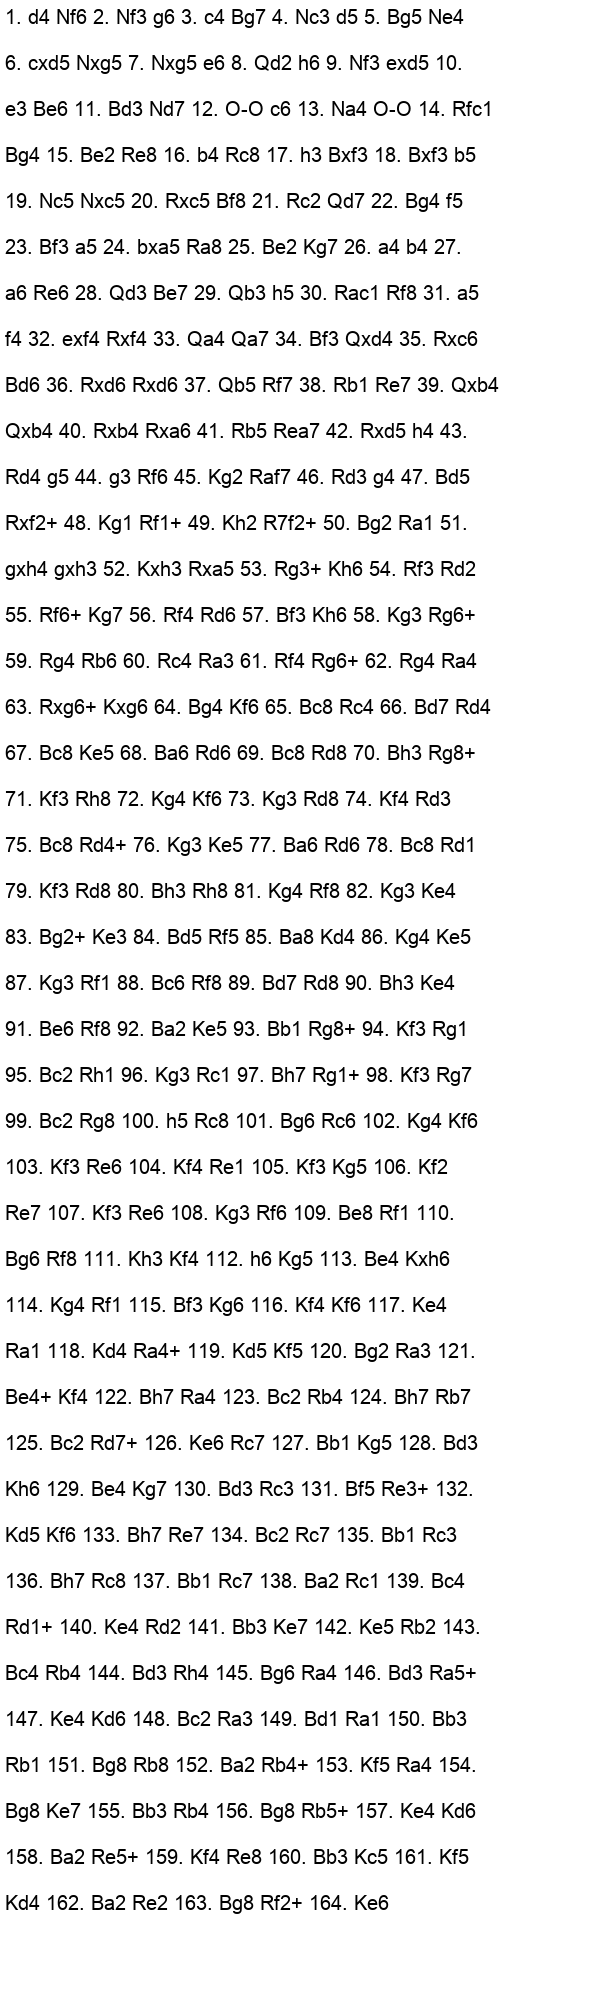 1. d4 Nf6 2. Nf3 g6 3. c4 Bg7 4. Nc3 d5 5. Bg5 Ne4
6. cxd5 Nxg5 7. Nxg5 e6 8. Qd2 h6 9. Nf3 exd5 10.
e3 Be6 11. Bd3 Nd7 12. O-O c6 13. Na4 O-O 14. Rfc1
Bg4 15. Be2 Re8 16. b4 Rc8 17. h3 Bxf3 18. Bxf3 b5
19. Nc5 Nxc5 20. Rxc5 Bf8 21. Rc2 Qd7 22. Bg4 f5
23. Bf3 a5 24. bxa5 Ra8 25. Be2 Kg7 26. a4 b4 27.
a6 Re6 28. Qd3 Be7 29. Qb3 h5 30. Rac1 Rf8 31. a5
f4 32. exf4 Rxf4 33. Qa4 Qa7 34. Bf3 Qxd4 35. Rxc6
Bd6 36. Rxd6 Rxd6 37. Qb5 Rf7 38. Rb1 Re7 39. Qxb4
Qxb4 40. Rxb4 Rxa6 41. Rb5 Rea7 42. Rxd5 h4 43.
Rd4 g5 44. g3 Rf6 45. Kg2 Raf7 46. Rd3 g4 47. Bd5
Rxf2+ 48. Kg1 Rf1+ 49. Kh2 R7f2+ 50. Bg2 Ra1 51.
gxh4 gxh3 52. Kxh3 Rxa5 53. Rg3+ Kh6 54. Rf3 Rd2
55. Rf6+ Kg7 56. Rf4 Rd6 57. Bf3 Kh6 58. Kg3 Rg6+
59. Rg4 Rb6 60. Rc4 Ra3 61. Rf4 Rg6+ 62. Rg4 Ra4
63. Rxg6+ Kxg6 64. Bg4 Kf6 65. Bc8 Rc4 66. Bd7 Rd4
67. Bc8 Ke5 68. Ba6 Rd6 69. Bc8 Rd8 70. Bh3 Rg8+
71. Kf3 Rh8 72. Kg4 Kf6 73. Kg3 Rd8 74. Kf4 Rd3
75. Bc8 Rd4+ 76. Kg3 Ke5 77. Ba6 Rd6 78. Bc8 Rd1
79. Kf3 Rd8 80. Bh3 Rh8 81. Kg4 Rf8 82. Kg3 Ke4
83. Bg2+ Ke3 84. Bd5 Rf5 85. Ba8 Kd4 86. Kg4 Ke5
87. Kg3 Rf1 88. Bc6 Rf8 89. Bd7 Rd8 90. Bh3 Ke4
91. Be6 Rf8 92. Ba2 Ke5 93. Bb1 Rg8+ 94. Kf3 Rg1
95. Bc2 Rh1 96. Kg3 Rc1 97. Bh7 Rg1+ 98. Kf3 Rg7
99. Bc2 Rg8 100. h5 Rc8 101. Bg6 Rc6 102. Kg4 Kf6
103. Kf3 Re6 104. Kf4 Re1 105. Kf3 Kg5 106. Kf2
Re7 107. Kf3 Re6 108. Kg3 Rf6 109. Be8 Rf1 110.
Bg6 Rf8 111. Kh3 Kf4 112. h6 Kg5 113. Be4 Kxh6
114. Kg4 Rf1 115. Bf3 Kg6 116. Kf4 Kf6 117. Ke4
Ra1 118. Kd4 Ra4+ 119. Kd5 Kf5 120. Bg2 Ra3 121.
Be4+ Kf4 122. Bh7 Ra4 123. Bc2 Rb4 124. Bh7 Rb7
125. Bc2 Rd7+ 126. Ke6 Rc7 127. Bb1 Kg5 128. Bd3
Kh6 129. Be4 Kg7 130. Bd3 Rc3 131. Bf5 Re3+ 132.
Kd5 Kf6 133. Bh7 Re7 134. Bc2 Rc7 135. Bb1 Rc3
136. Bh7 Rc8 137. Bb1 Rc7 138. Ba2 Rc1 139. Bc4
Rd1+ 140. Ke4 Rd2 141. Bb3 Ke7 142. Ke5 Rb2 143.
Bc4 Rb4 144. Bd3 Rh4 145. Bg6 Ra4 146. Bd3 Ra5+
147. Ke4 Kd6 148. Bc2 Ra3 149. Bd1 Ra1 150. Bb3
Rb1 151. Bg8 Rb8 152. Ba2 Rb4+ 153. Kf5 Ra4 154.
Bg8 Ke7 155. Bb3 Rb4 156. Bg8 Rb5+ 157. Ke4 Kd6
158. Ba2 Re5+ 159. Kf4 Re8 160. Bb3 Kc5 161. Kf5
Kd4 162. Ba2 Re2 163. Bg8 Rf2+ 164. Ke6